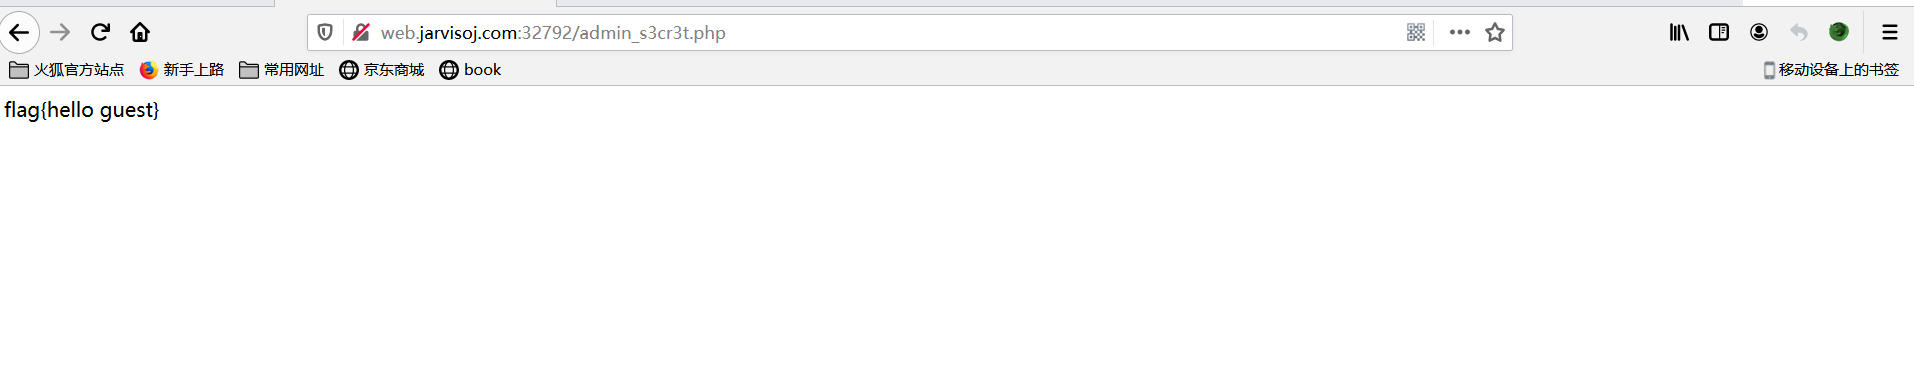 web.jarvisoj.com:32792/admin_s3cr3t.php
火狐官方站点 新手上路 常用网址 京东商城 book 移动设备上的书签
flag{hello guest}